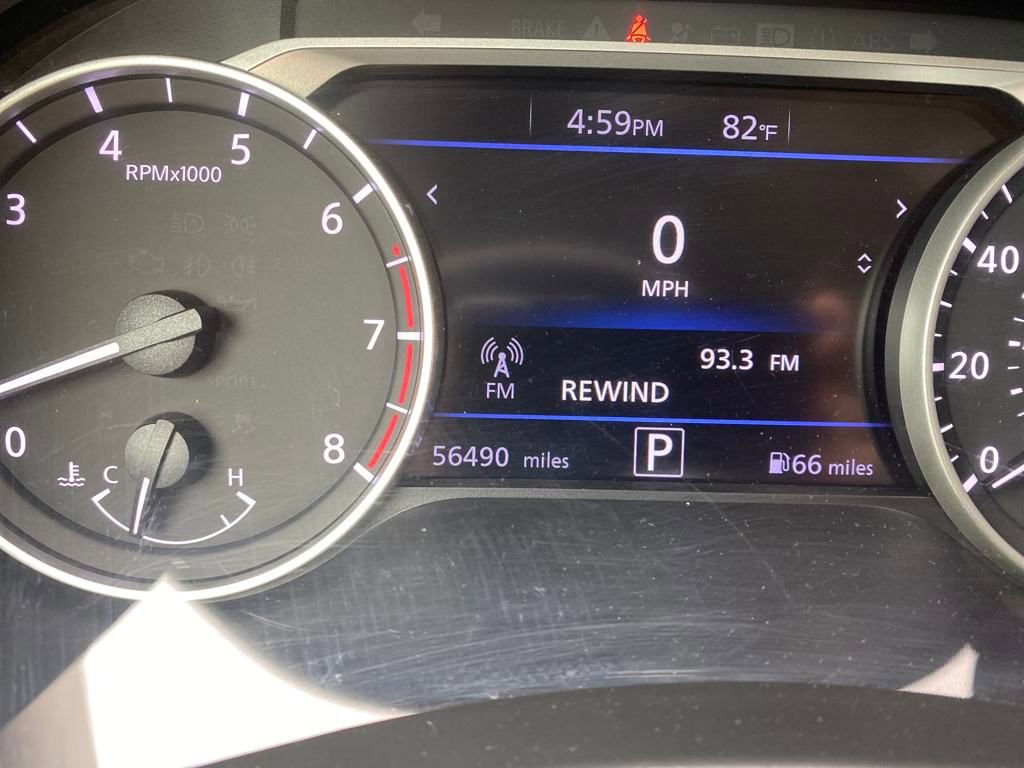 BRAKE
ABS
4:59PM 82°F
4 5
RPMx1000
3 6
0
MPH
40
7
93.3 FM
20
SPORT
FM REWIND
0 8
56490 miles P 66 miles
C H
0